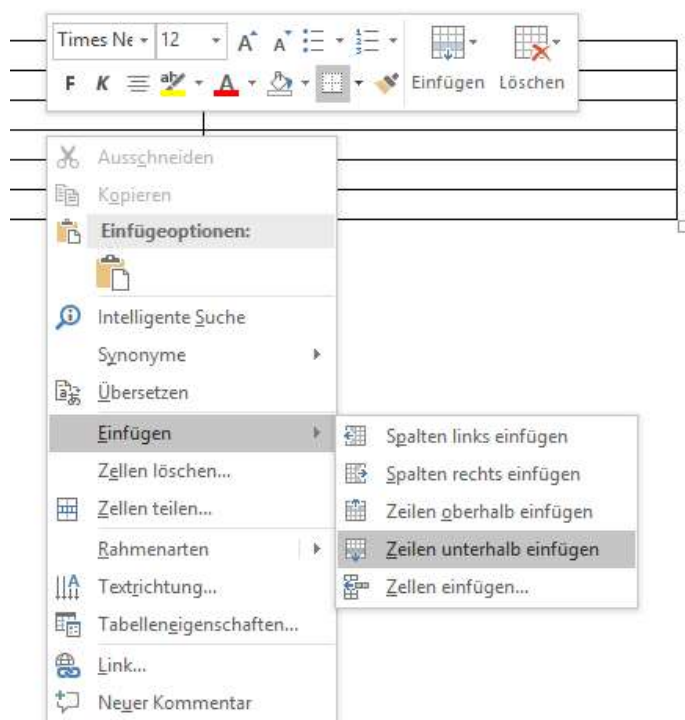 Times Ne 12
F K Einfügen Löschen
Ausschneiden
Kopieren
Einfügeoptionen:
Intelligente Suche
Synonyme
Übersetzen
Einfügen
Zellen löschen...
Zellen teilen...
Rahmenarten
Textrichtung...
Tabelleneigenschaften...
Link...
Neuer Kommentar
Spalten links einfügen
Spalten rechts einfügen
Zeilen oberhalb einfügen
Zeilen unterhalb einfügen
Zellen einfügen...